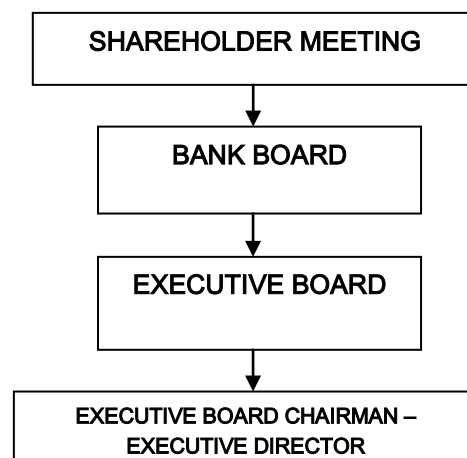 SHAREHOLDER MEETING
BANK BOARD
EXECUTIVE BOARD
EXECUTIVE BOARD CHAIRMAN –
EXECUTIVE DIRECTOR